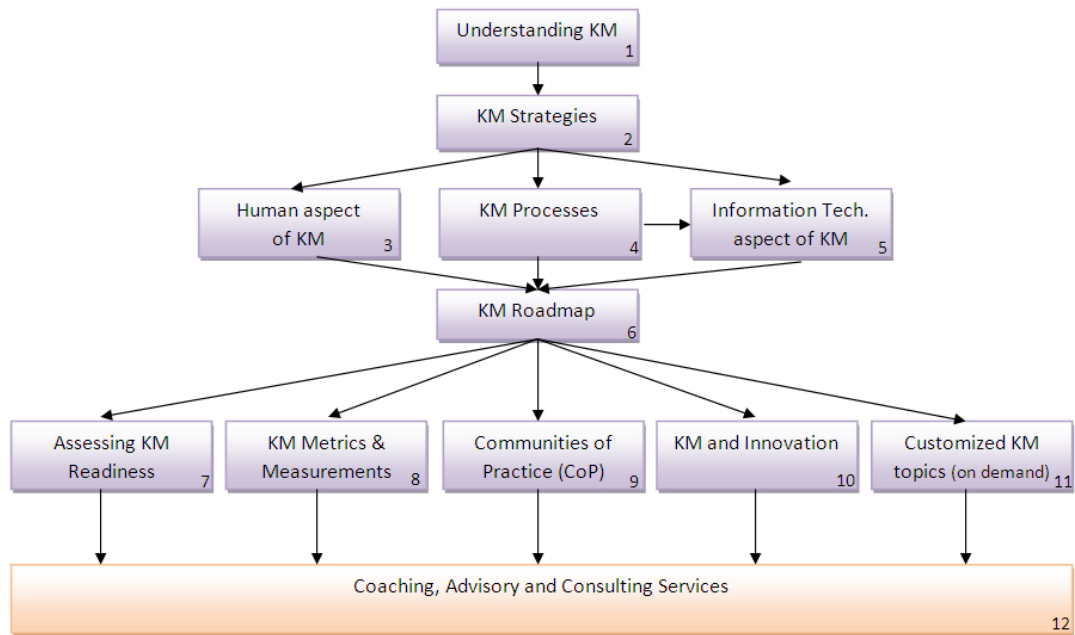 Understanding KM
1
KM Strategies
2
Human aspect
of KM
3
KM Processes
4
Information Tech.
aspect of KM
5
KM Roadmap
6
Assessing KM
Readiness
7
KM Metrics &
Measurements
8
Communities of
Practice (CoP)
9
KM and Innovation
10
Customized KM
topics (on demand)
11
Coaching, Advisory and Consulting Services
12